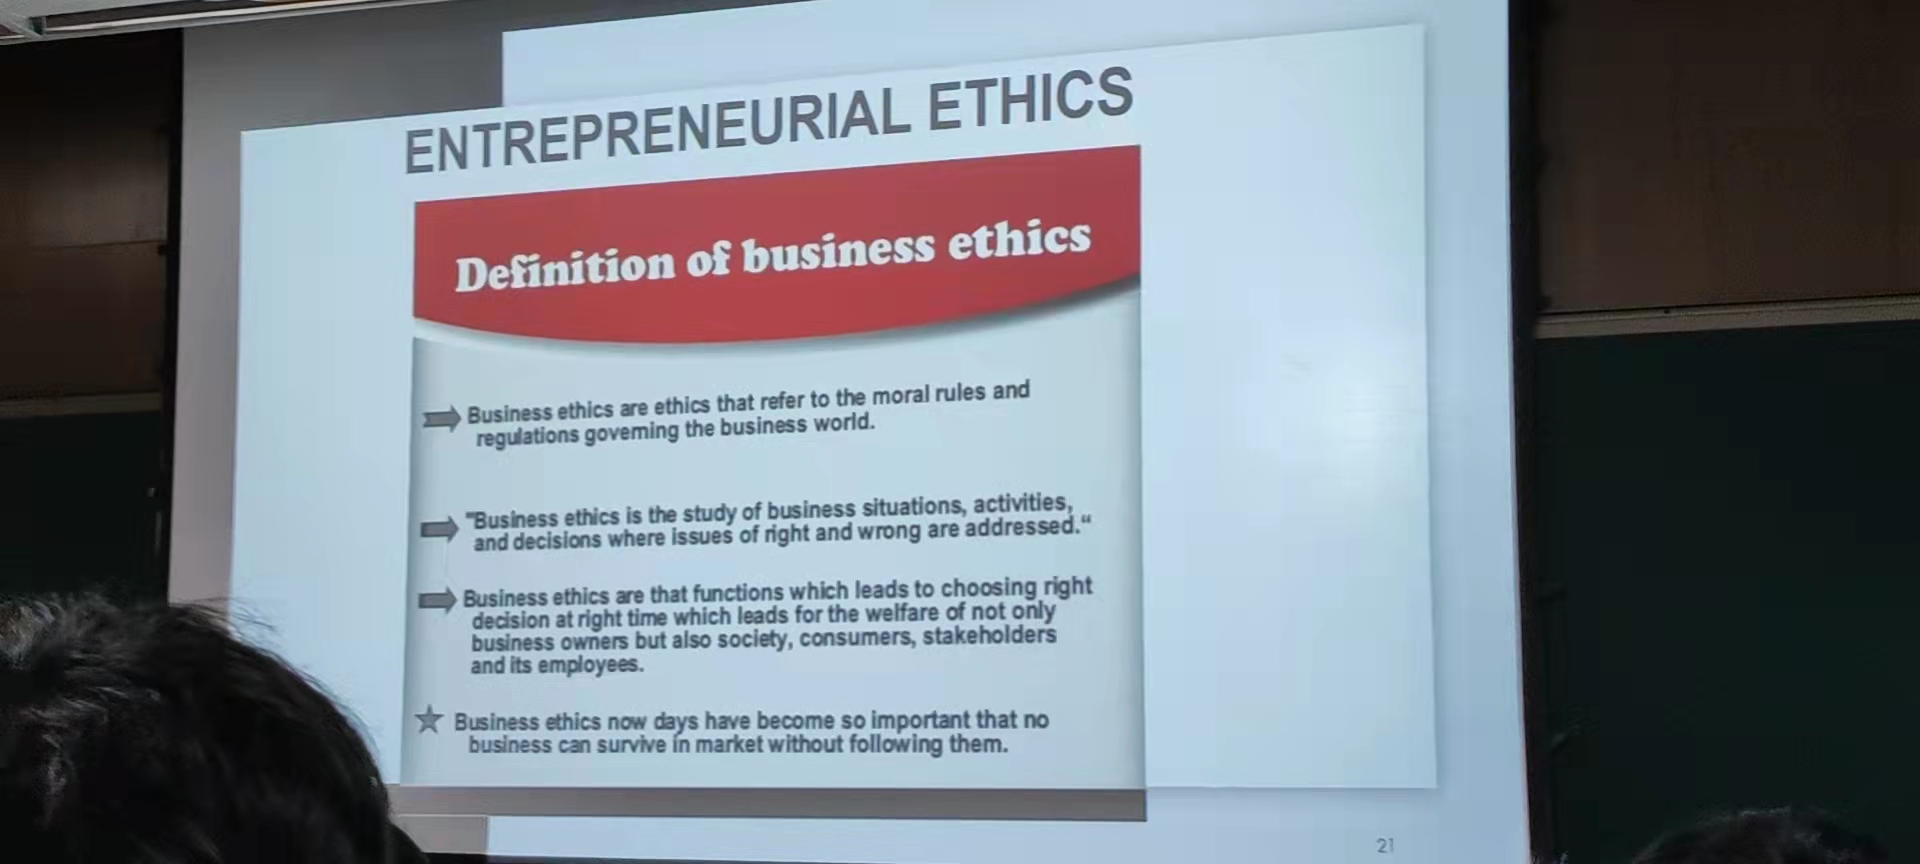 ENTREPRENEURIAL ETHICS
Definition of business ethics
Business ethics are ethics that refer to the moral rules and
regulations governing the business world.
"Business ethics is the study of business situations, activities,
and decisions where issues of right and wrong are addressed.“
Business ethics are that functions which leads to choosing right
decision at right time which leads for the welfare of not only
business owners but also society, consumers, stakeholders
and its employees.
Business ethics now days have become so important that no
business can survive in market without following them.
21